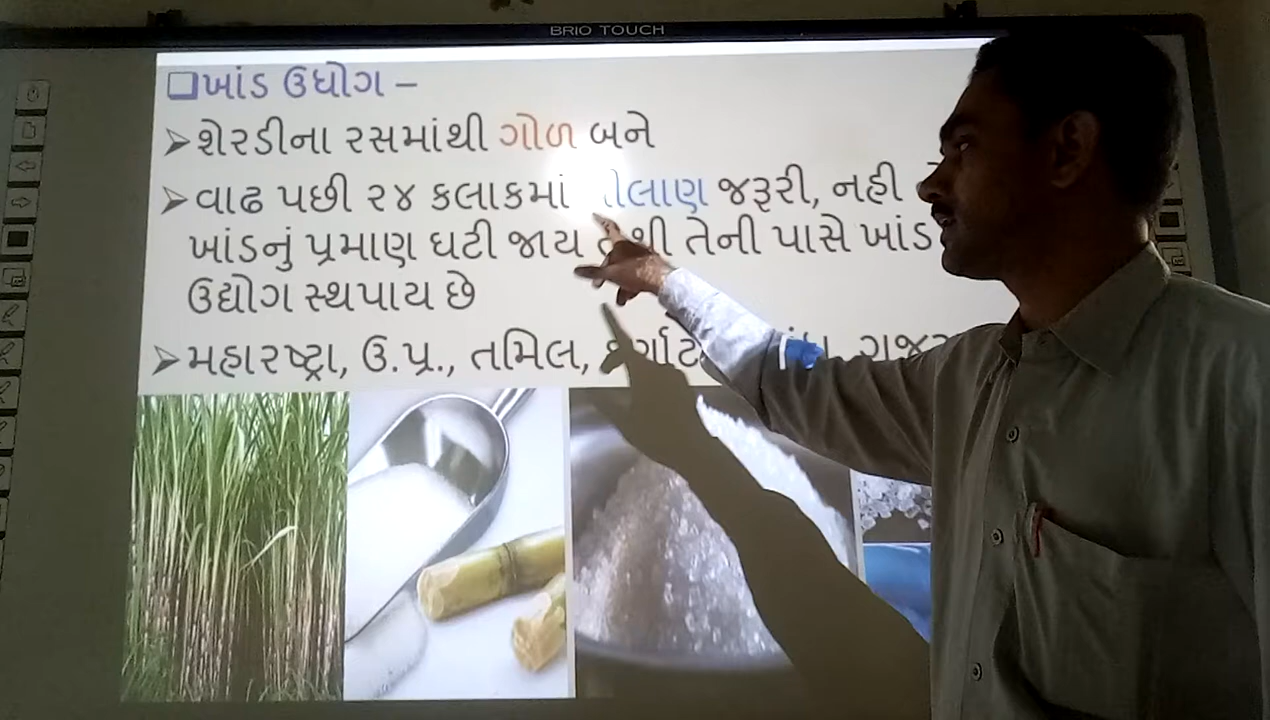 BRIO TOUCH
❑ખાંડ ઉધોગ –
➢શેરડીના રસમાંથી ગોળ બને
➢વાઢ પછી ૨૪ કલાકમાં જરૂરી, નહી
ખાંડનું પ્રમાણ ઘટી જાય તેની પાસે ખાંડ
ઉદ્યોગ સ્થપાય છે
➢મહારષ્ટ્રા, ઉ.પ્ર., તમિલ,